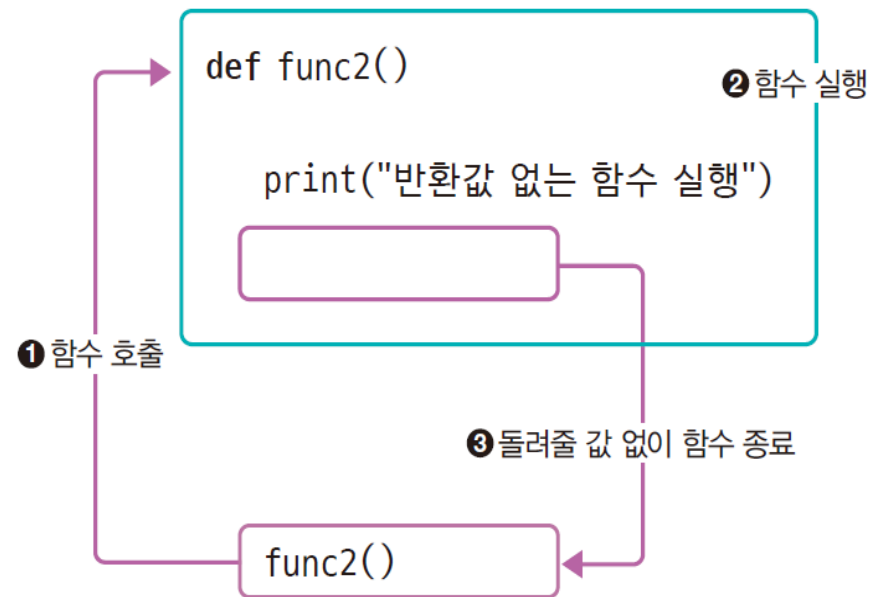 def func2()
❷ 함수 실행
print("반환값 없는 함수 실행")
❶ 함수 호출
❸ 돌려줄 값 없이 함수 종료
func2()